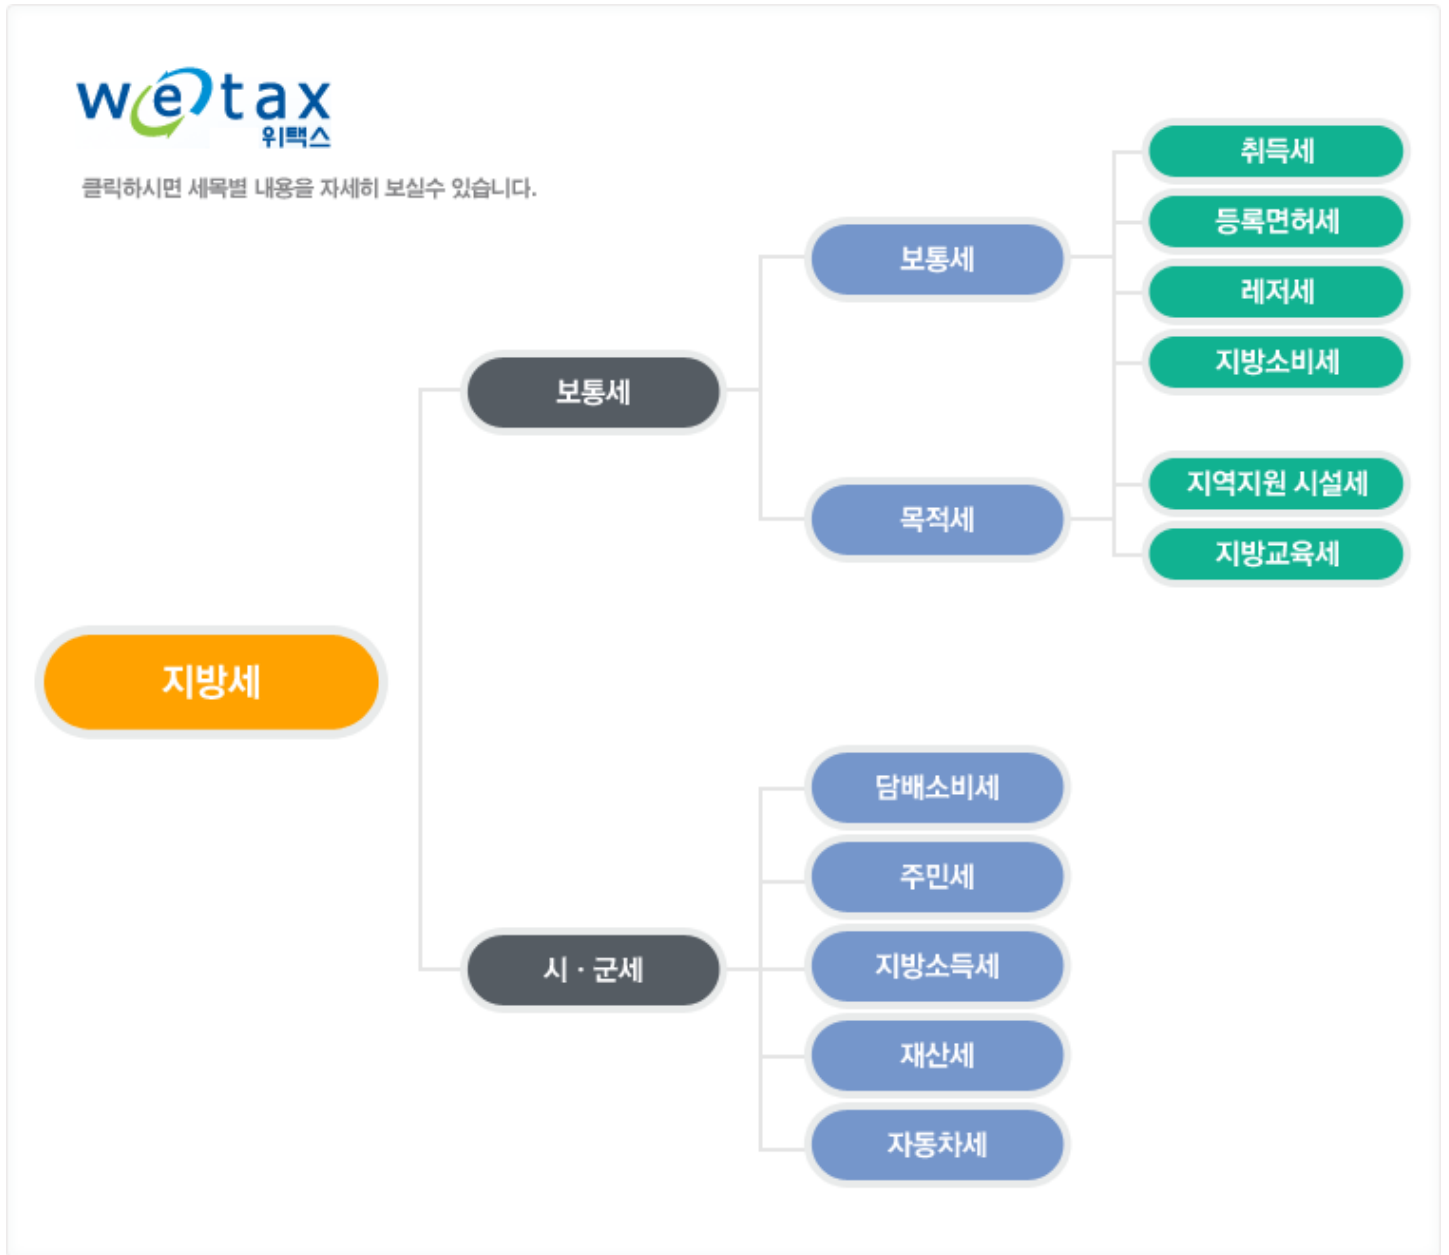 wetax
위택스
클릭하시면 세목별 내용을 자세히 보실수 있습니다.
지방세
보통세
보통세
취득세
등록면허세
레저세
지방소비세
목적세
지역지원 시설세
지방교육세
시 · 군세
담배소비세
주민세
지방소득세
재산세
자동차세